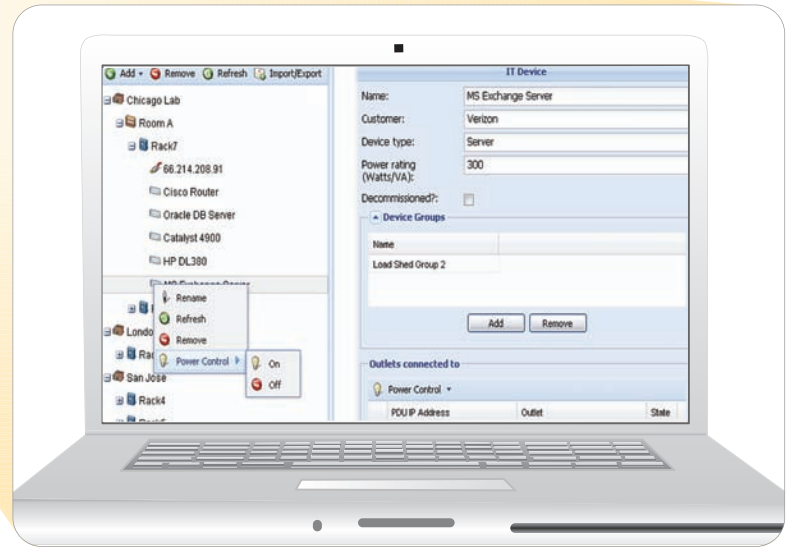 Add Remove Refresh Import/Export
Chicago Lab
Room A
Rack7
66.214.208.91
Cisco Router
Oracle DB Server
Catalyst 4900
HP DL380
MS Exchange Server
Rename
Refresh
Remove
Power Control
On
Off
San Jose
Rack4
IT Device
Name: MS Exchange Server
Customer: Verizon
Device type: Server
Power rating 300
(Watts/VA):
Decommissioned?:
Device Groups
Name
Load Shed Group 2
Add Remove
Outlets connected to
Power Control
PDU IP Address Outlet State